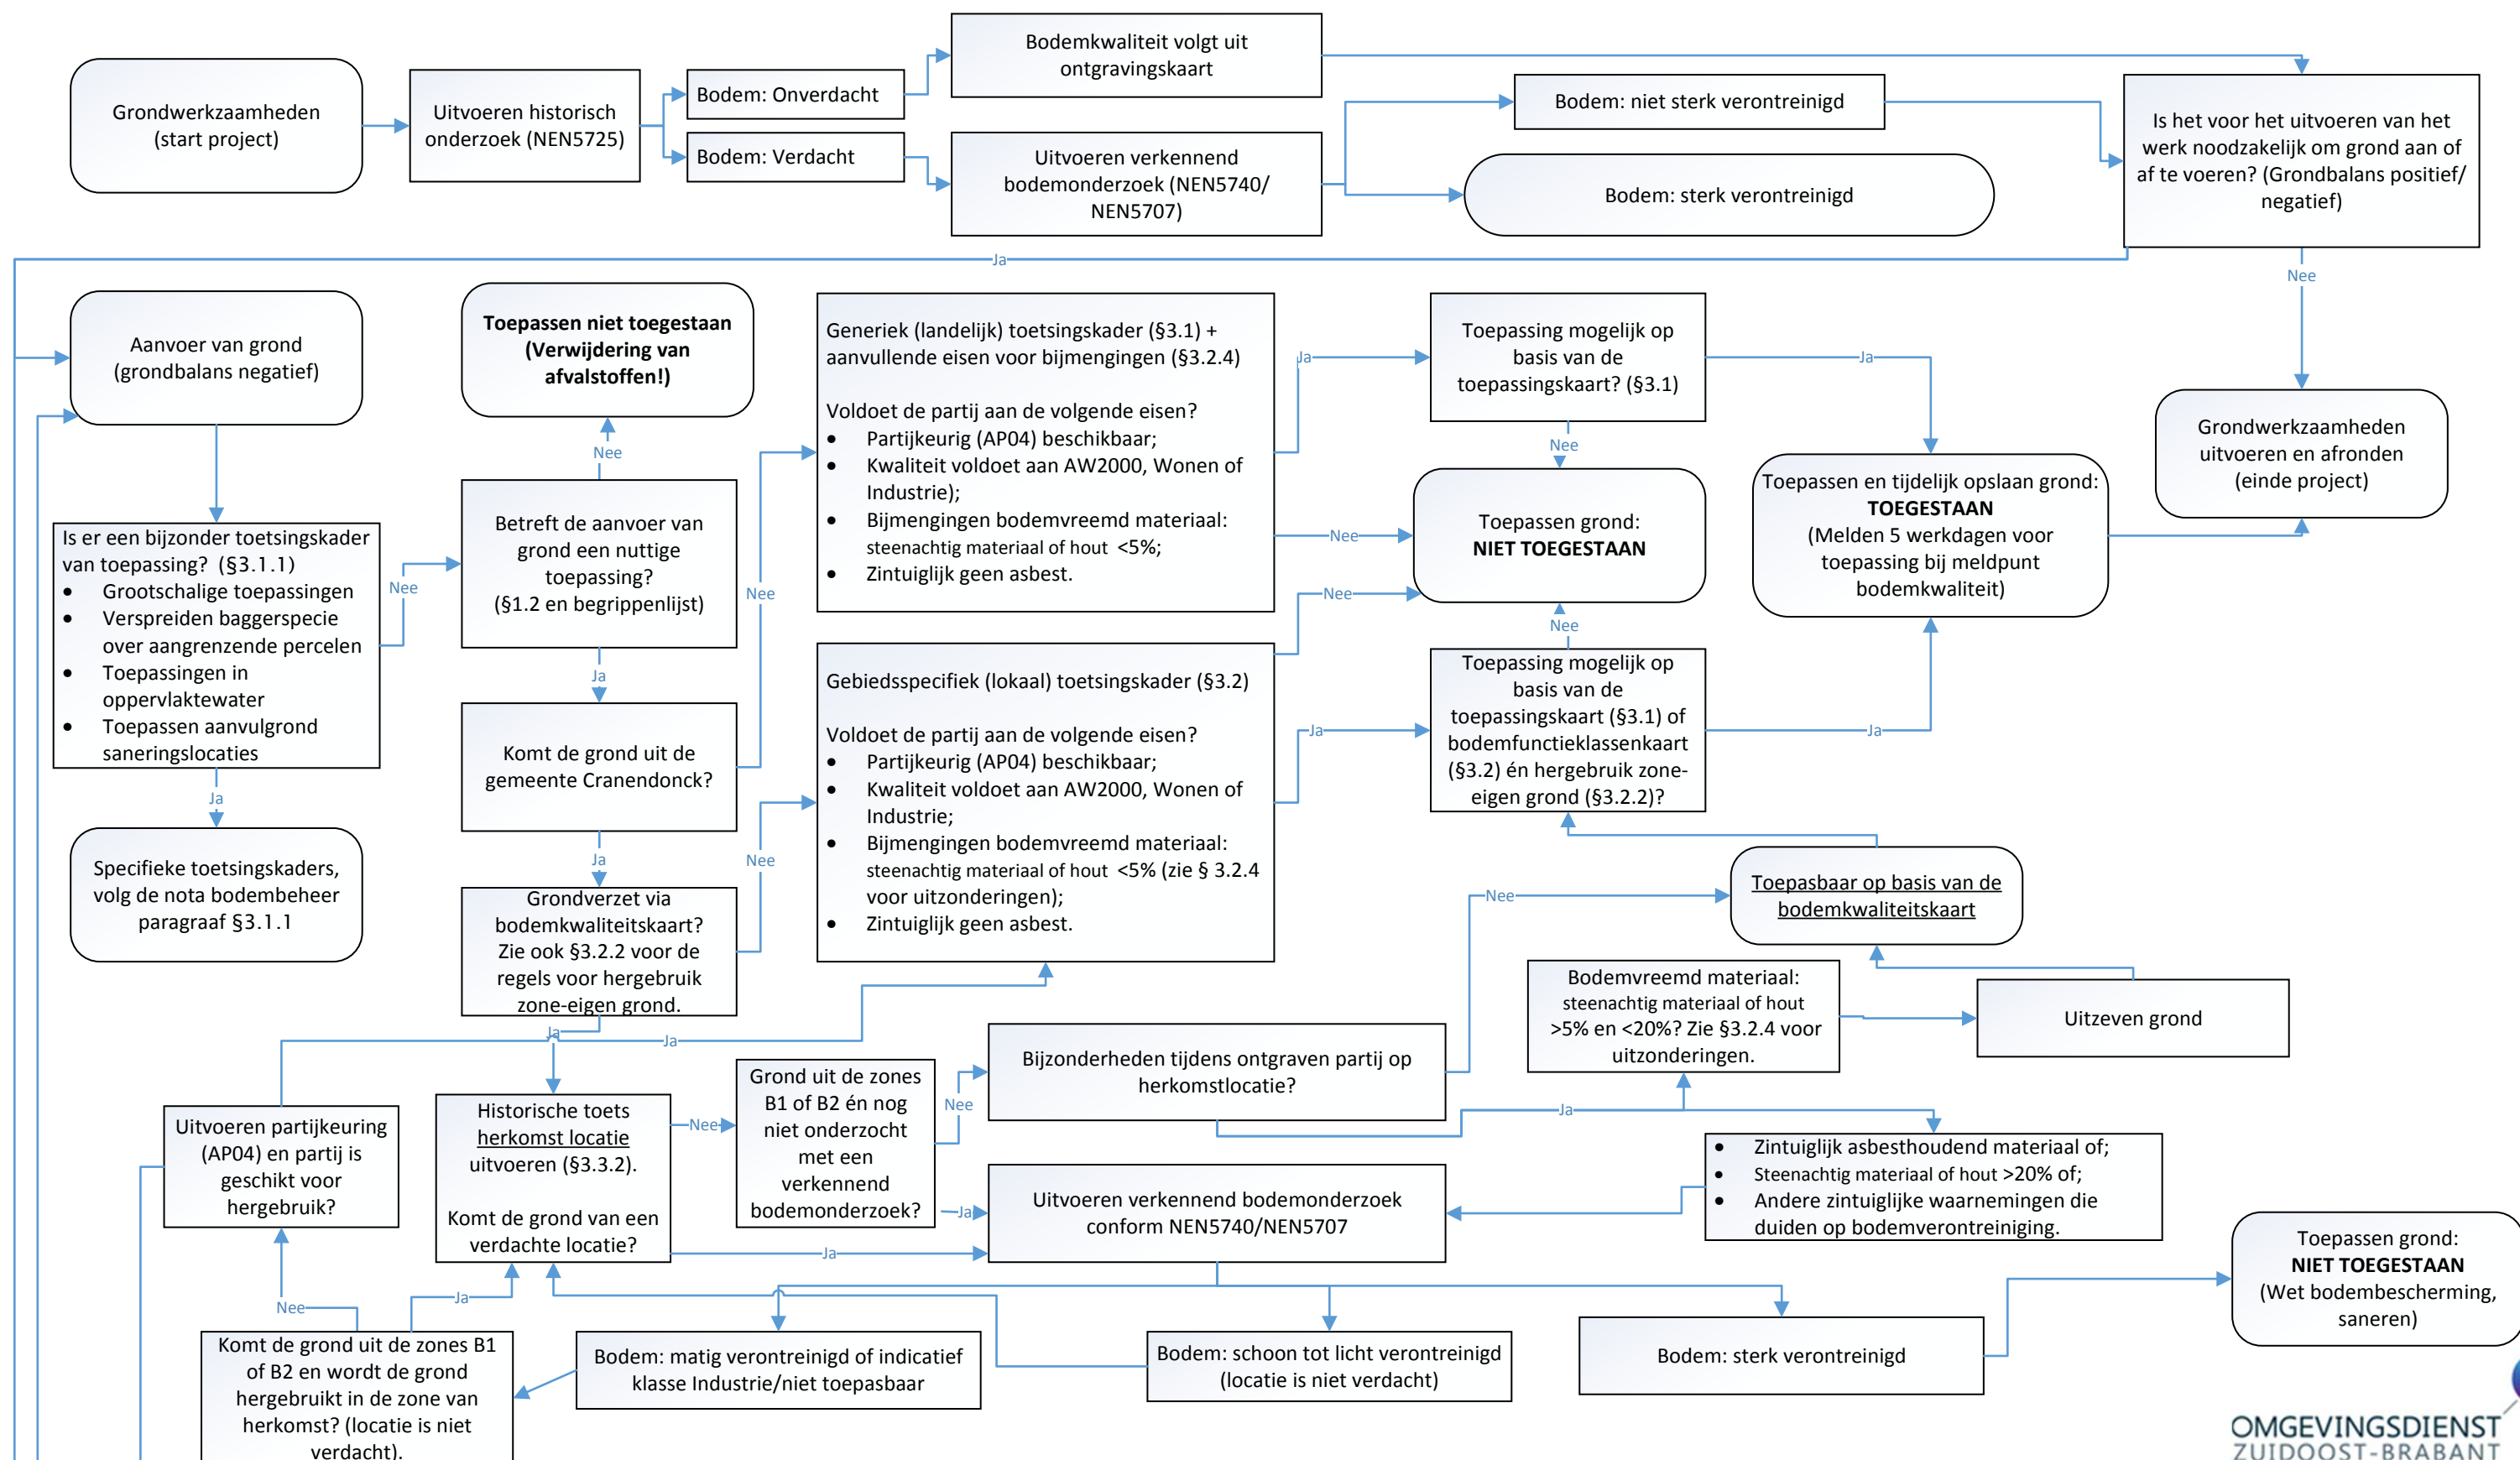 Grondwerkzaamheden
(start project)
Uitvoeren historisch
onderzoek (NEN5725)
Bodem: Onverdacht
Bodem: Verdacht
Bodemkwaliteit volgt uit
ontgravingskaart
Uitvoeren verkennend
bodemonderzoek (NEN5740/
NEN5707)
Bodem: niet sterk verontreinigd
Bodem: sterk verontreinigd
Is het voor het uitvoeren van het
werk noodzakelijk om grond aan of
af te voeren? (Grondbalans positief/
negatief)
Ja
Nee
Aanvoer van grond
(grondbalans negatief)
Toepassen niet toegestaan
(Verwijdering van
afvalstoffen!)
Nee
Generiek (landelijk) toetsingskader (§3.1) +
aanvullende eisen voor bijmengingen (§3.2.4)
Voldoet de partij aan de volgende eisen?
• Partijkeurig (AP04) beschikbaar;
• Kwaliteit voldoet aan AW2000, Wonen of
Industrie);
• Bijmengingen bodemvreemd materiaal:
steenachtig materiaal of hout <5%;
• Zintuiglijk geen asbest.
Ja
Nee
Toepassing mogelijk op
basis van de
toepassingskaart? (§3.1)
Ja
Nee
Toepassen grond:
NIET TOEGESTAAN
Toepassen en tijdelijk opslaan grond:
TOEGESTAAN
(Melden 5 werkdagen voor
toepassing bij meldpunt
bodemkwaliteit)
Grondwerkzaamheden
uitvoeren en afronden
(einde project)
Is er een bijzonder toetsingskader
van toepassing? (§3.1.1)
• Grootschalige toepassingen
• Verspreiden baggerspecie
over aangrenzende percelen
• Toepassingen in
oppervlaktewater
• Toepassen aanvulgrond
saneringslocaties
Nee
Ja
Specifieke toetsingskaders,
volg de nota bodembeheer
paragraaf §3.1.1
Betreft de aanvoer van
grond een nuttige
toepassing?
(§1.2 en begrippenlijst)
Ja
Komt de grond uit de
gemeente Cranendonck?
Nee
Ja
Grondverzet via
bodemkwaliteitskaart?
Zie ook §3.2.2 voor de
regels voor hergebruik
zone-eigen grond.
Nee
Ja
Gebiedsspecifiek (lokaal) toetsingskader (§3.2)
Voldoet de partij aan de volgende eisen?
• Partijkeurig (AP04) beschikbaar;
• Kwaliteit voldoet aan AW2000, Wonen of
Industrie;
• Bijmengingen bodemvreemd materiaal:
steenachtig materiaal of hout <5% (zie § 3.2.4
voor uitzonderingen);
• Zintuiglijk geen asbest.
Nee
Ja
Toepassing mogelijk op
basis van de
toepassingskaart (§3.1) of
bodemfunctieklassenkaart
(§3.2) én hergebruik zone-
eigen grond (§3.2.2)?
Nee
Ja
Toepasbaar op basis van de
bodemkwaliteitskaart
Nee
Bodemvreemd materiaal:
steenachtig materiaal of hout
>5% en <20%? Zie §3.2.4 voor
uitzonderingen.
Uitzeven grond
Ja
Uitvoeren partijkeuring
(AP04) en partij is
geschikt voor
hergebruik?
Historische toets
herkomst locatie
uitvoeren (§3.3.2).
Komt de grond van een
verdachte locatie?
Nee
Ja
Grond uit de zones
B1 of B2 én nog
niet onderzocht
met een
verkennend
bodemonderzoek?
Nee
Ja
Bijzonderheden tijdens ontgraven partij op
herkomstlocatie?
Ja
Uitvoeren verkennend bodemonderzoek
conform NEN5740/NEN5707
• Zintuiglijk asbesthoudend materiaal of;
• Steenachtig materiaal of hout >20% of;
• Andere zintuiglijke waarnemingen die
duiden op bodemverontreiniging.
Toepassen grond:
NIET TOEGESTAAN
(Wet bodembescherming,
saneren)
Nee
Ja
Komt de grond uit de zones B1
of B2 en wordt de grond
hergebruikt in de zone van
herkomst? (locatie is niet
verdacht).
Bodem: matig verontreinigd of indicatief
klasse Industrie/niet toepasbaar
Bodem: schoon tot licht verontreinigd
(locatie is niet verdacht)
Bodem: sterk verontreinigd
OMGEVINGSDIENST
ZUIDOOST-BRABANT